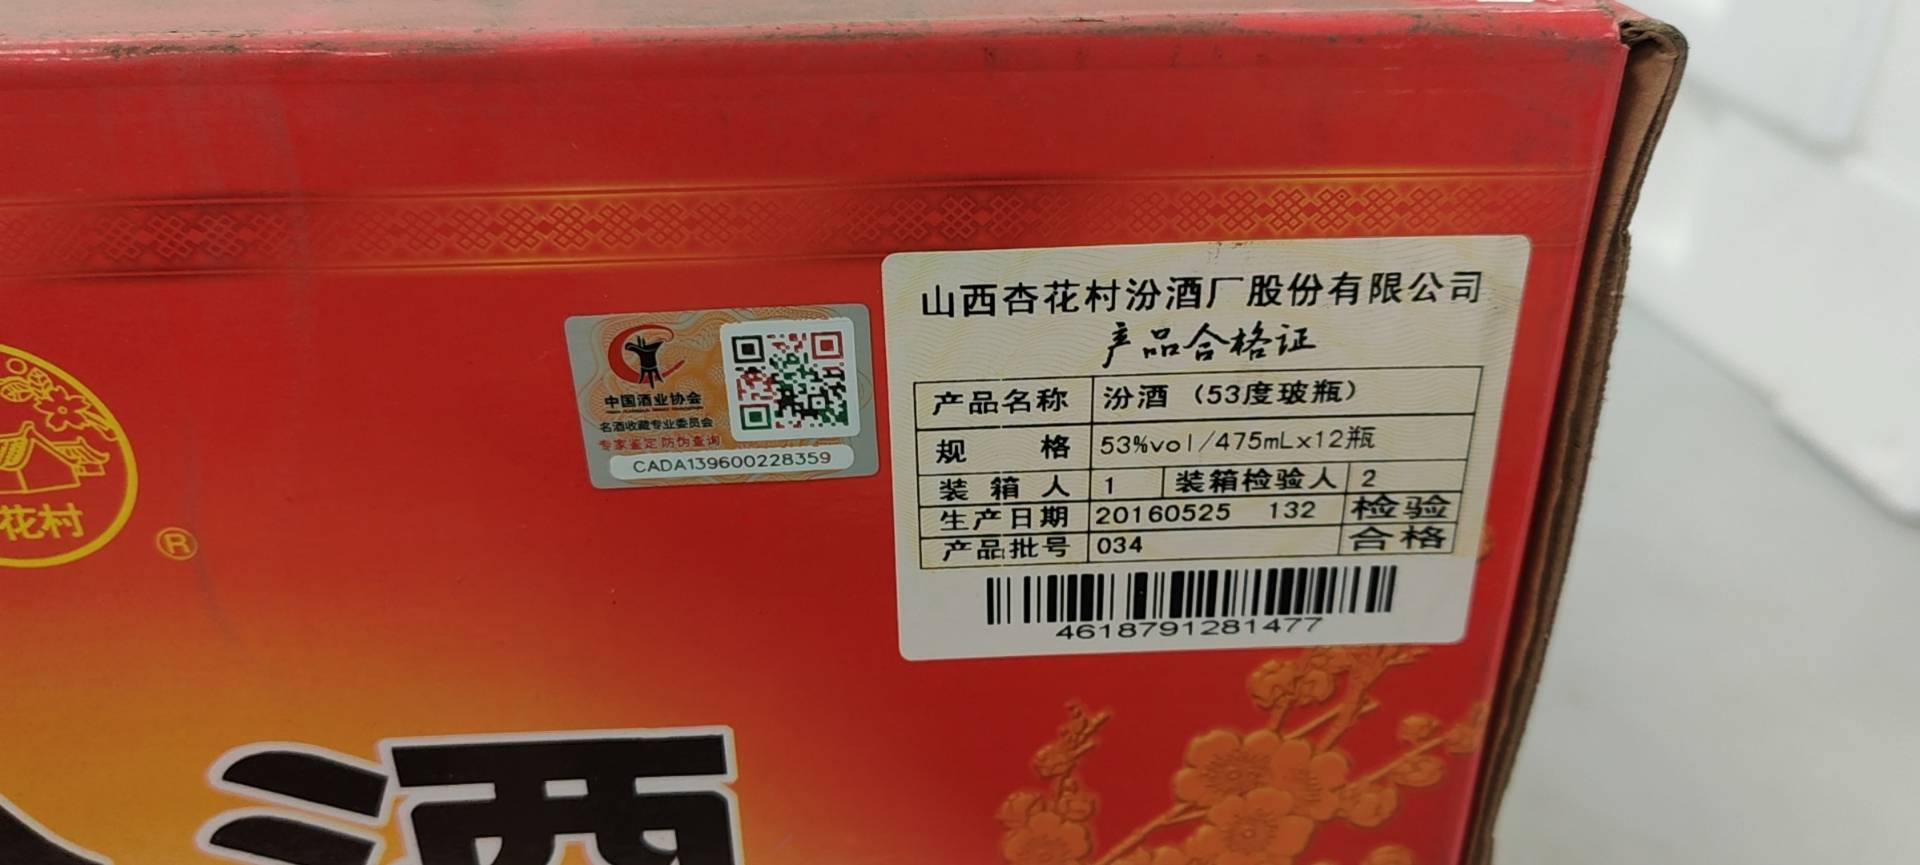 山西杏花村汾酒厂股份有限公司
产品合格证
产品名称 汾酒（53度玻瓶）
规 格 53%vol/475mL×12瓶
装 箱 人 1 装箱检验人 2
生产日期 20160525 132 检验
产品批号 034 合格
4618791281477
中国酒业协会
名酒收藏专业委员会
专家鉴定防伪查询
CADA139600228359
花村
®
酒